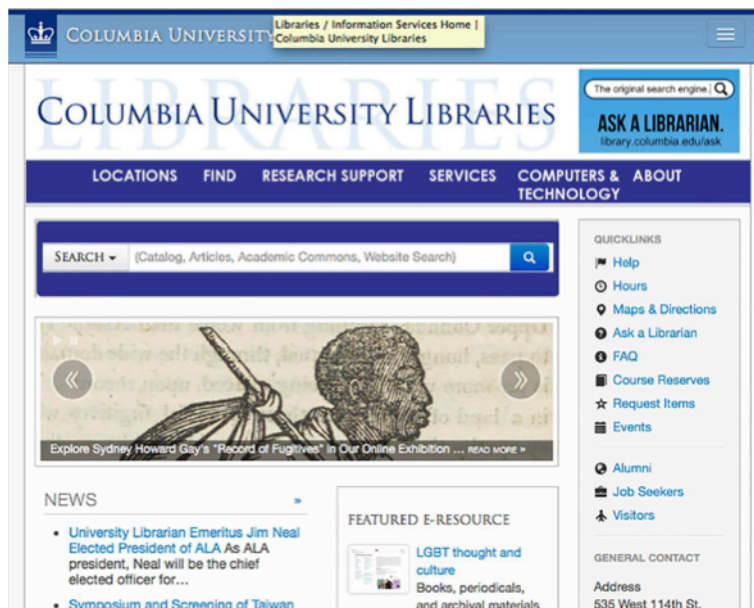 COLUMBIA UNIVERSITY
Libraries / Information Services Home |
Columbia University Libraries
LIBRARIES
COLUMBIA UNIVERSITY LIBRARIES
The original search engine.
ASK A LIBRARIAN.
library.columbia.edu/ask
LOCATIONS FIND RESEARCH SUPPORT SERVICES COMPUTERS & TECHNOLOGY ABOUT
SEARCH (Catalog, Articles, Academic Commons, Website Search)
Explore Sydney Howard Gay's "Record of Fugitives" in Our Online Exhibition ... READ MORE »
NEWS »
University Librarian Emeritus Jim Neal
Elected President of ALA As ALA
president, Neal will be the chief
elected officer for...
Symposium and Screening of Taiwan
FEATURED E-RESOURCE
LGBT thought and
culture
Books, periodicals,
and archival materials
QUICKLINKS
Help
Hours
Maps & Directions
Ask a Librarian
FAQ
Course Reserves
Request Items
Events
Alumni
Job Seekers
Visitors
GENERAL CONTACT
Address
535 West 114th St.